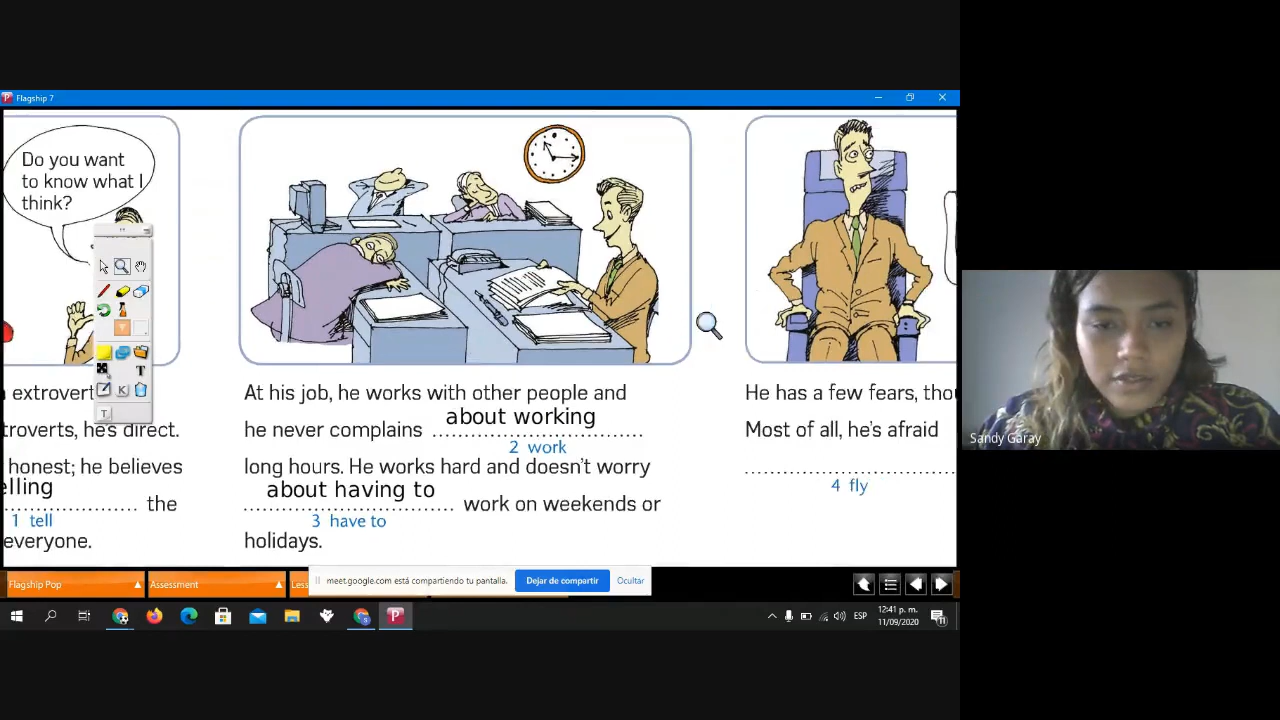 Flagship 7
Do you want
to know what I
think?
extrovert
troverts, he's direct.
honest; he believes
elling
the
1 tell
everyone.
At his job, he works with other people and
about working
he never complains
2 work
long hours. He works hard and doesn't worry
about having to
work on weekends or
3 have to
holidays.
He has a few fears, thou
Most of all, he's afraid
4 fly
Sandy Garay
T
K
T
Flagship Pop
Assessment
Less
meet.google.com está compartiendo tu pantalla.
Dejar de compartir
Ocultar
ESP
12:41 p. m.
11/09/2020